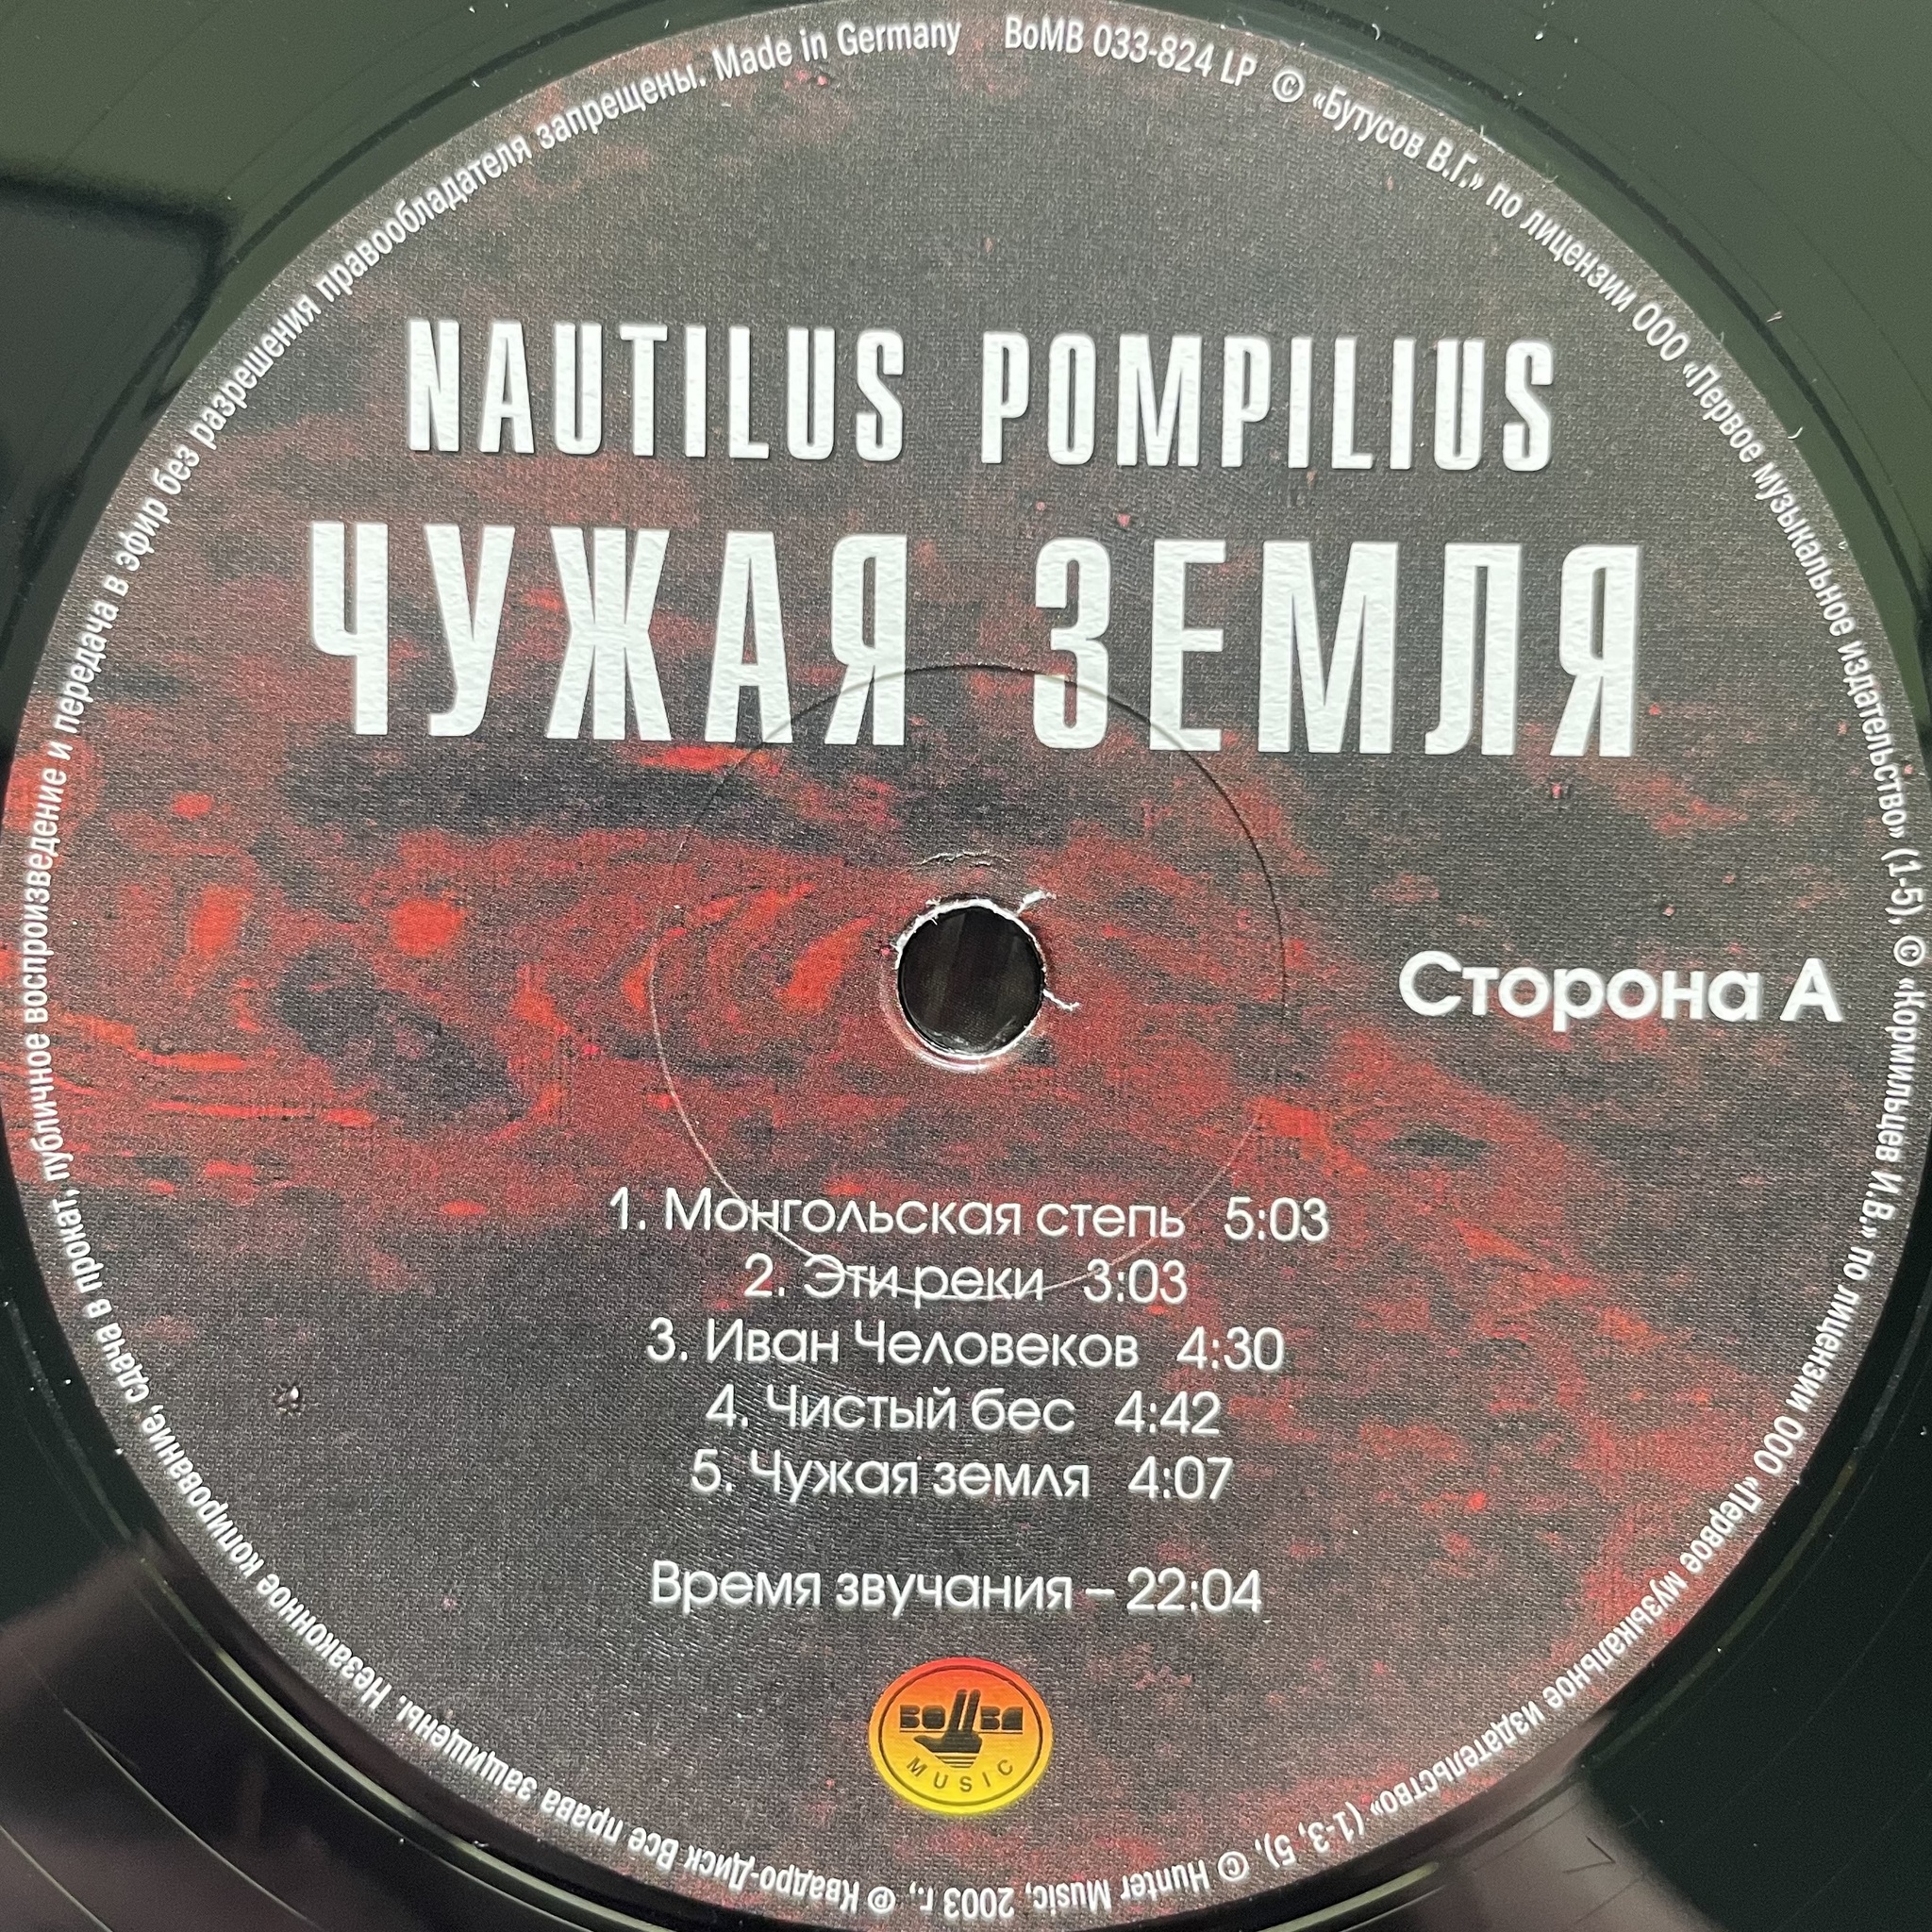 NAUTILUS POMPILIUS
ЧУЖАЯ ЗЕМЛЯ
Сторона А
1. Монгольская степь 5:03
2. Эти реки 3:03
3. Иван Человеков 4:30
4. Чистый бес 4:42
5. Чужая земля 4:07
Время звучания – 22:04
BOMBA
MUSIC
BoMB 033-824 LP © «Бутусов В.Г.» по лицензии ООО «Первое музыкальное издательство» (1-5), © «Кормильцев И.В.» по лицензии ООО «Первое музыкальное издательство» (1-3, 5), © Hunter Music, 2003 г., ℗ Квадро-Диск Все права защищены. Незаконное копирование, сдача в прокат, публичное воспроизведение и передача в эфир без разрешения правообладателя запрещены. Made in Germany